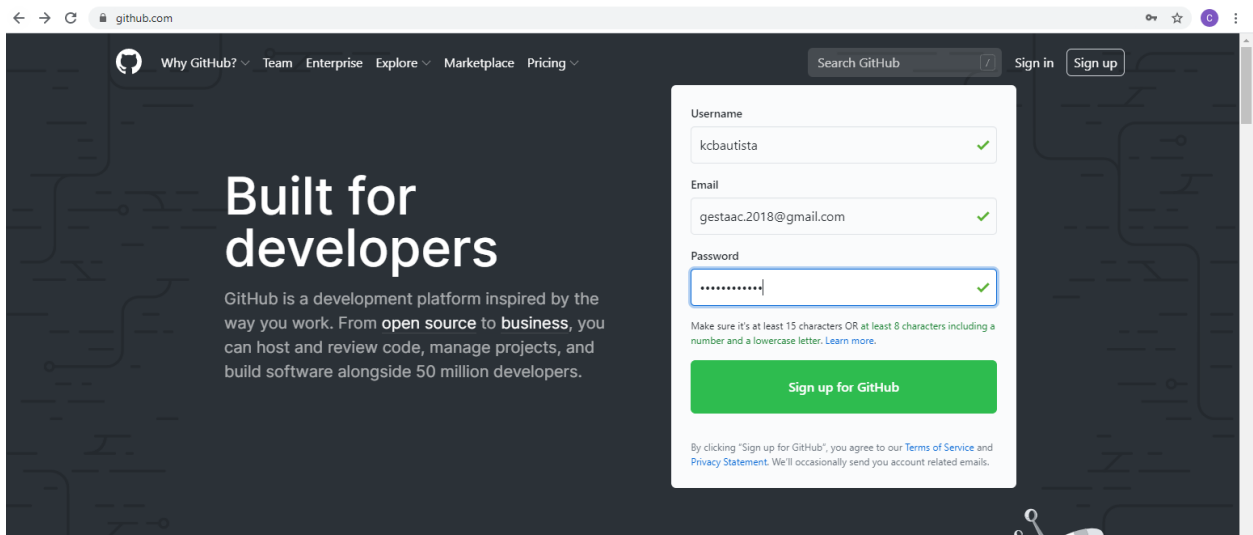 github.com
C
Why GitHub? Team Enterprise Explore Marketplace Pricing Search GitHub / Sign in Sign up
Built for
developers
GitHub is a development platform inspired by the
way you work. From open source to business, you
can host and review code, manage projects, and
build software alongside 50 million developers.
Username
kcbautista
Email
gestaac.2018@gmail.com
Password
••••••••••••
Make sure it's at least 15 characters OR at least 8 characters including a
number and a lowercase letter. Learn more.
Sign up for GitHub
By clicking “Sign up for GitHub”, you agree to our Terms of Service and
Privacy Statement. We'll occasionally send you account related emails.